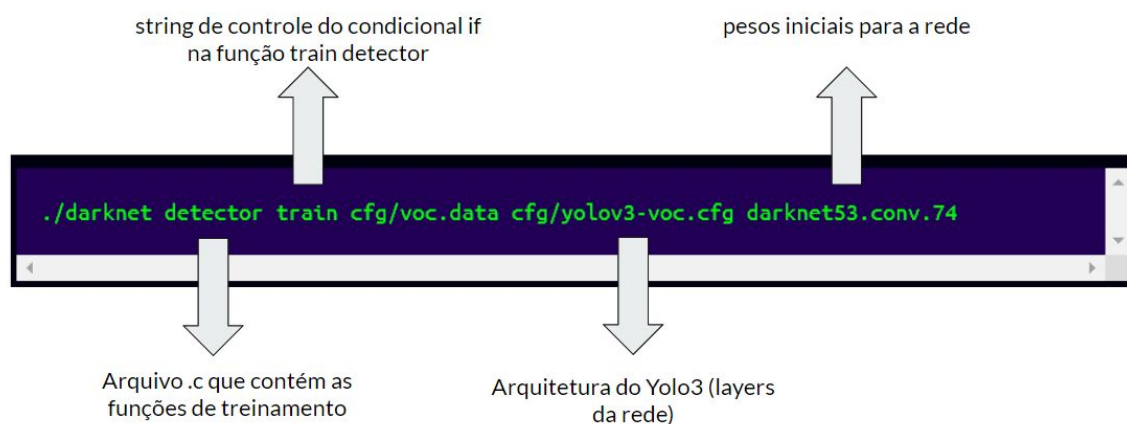 string de controle do condicional if
na função train detector
pesos iniciais para a rede
./darknet detector train cfg/voc.data cfg/yolov3-voc.cfg darknet53.conv.74
Arquivo .c que contém as
funções de treinamento
Arquitetura do Yolo3 (layers
da rede)